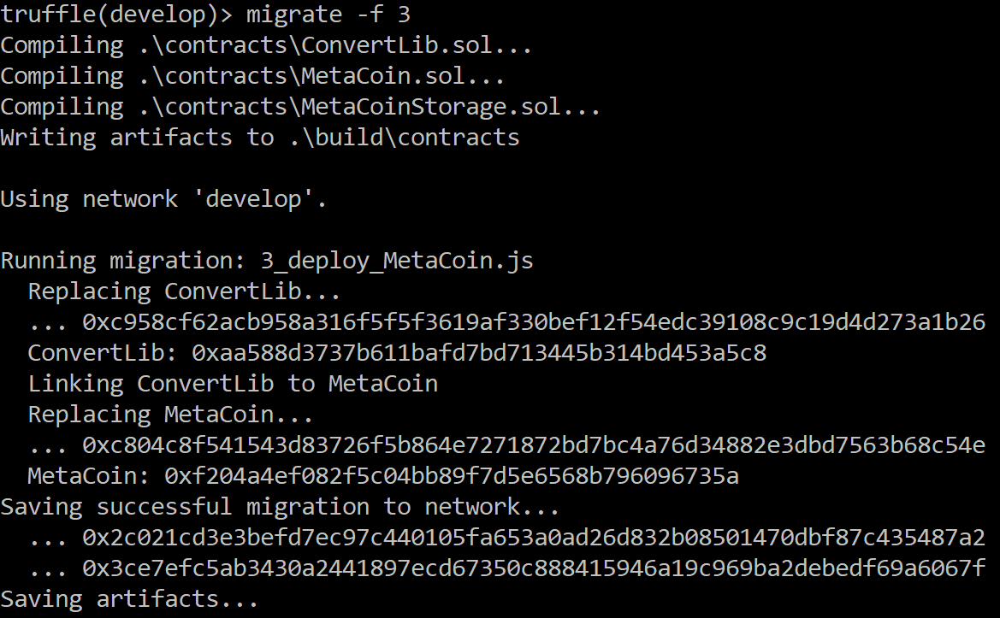 truffle(develop)> migrate -f 3
Compiling .\contracts\ConvertLib.sol...
Compiling .\contracts\MetaCoin.sol...
Compiling .\contracts\MetaCoinStorage.sol...
Writing artifacts to .\build\contracts
Using network 'develop'.
Running migration: 3_deploy_MetaCoin.js
Replacing ConvertLib...
... 0xc958cf62acb958a316f5f5f3619af330bef12f54edc39108c9c19d4d273a1b26
ConvertLib: 0xaa588d3737b611bafd7bd713445b314bd453a5c8
Linking ConvertLib to MetaCoin
Replacing MetaCoin...
... 0xc804c8f541543d83726f5b864e7271872bd7bc4a76d34882e3dbd7563b68c54e
MetaCoin: 0xf204a4ef082f5c04bb89f7d5e6568b796096735a
Saving successful migration to network...
... 0x2c021cd3e3befd7ec97c440105fa653a0ad26d832b08501470dbf87c435487a2
... 0x3ce7efc5ab3430a2441897ecd67350c888415946a19c969ba2debedf69a6067f
Saving artifacts...